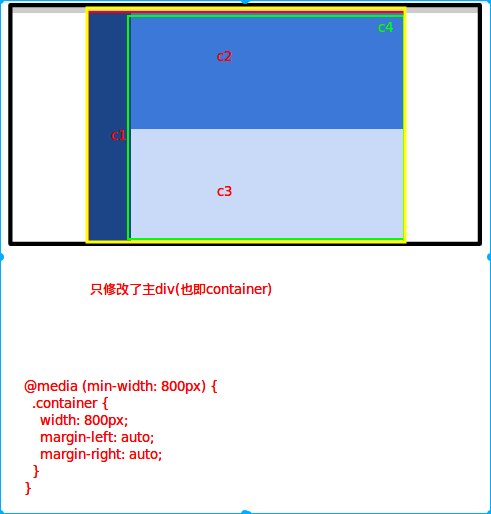 c4
c2
c1
c3
只修改了主div(也即container)
@media (min-width: 800px) {
.container {
width: 800px;
margin-left: auto;
margin-right: auto;
}
}